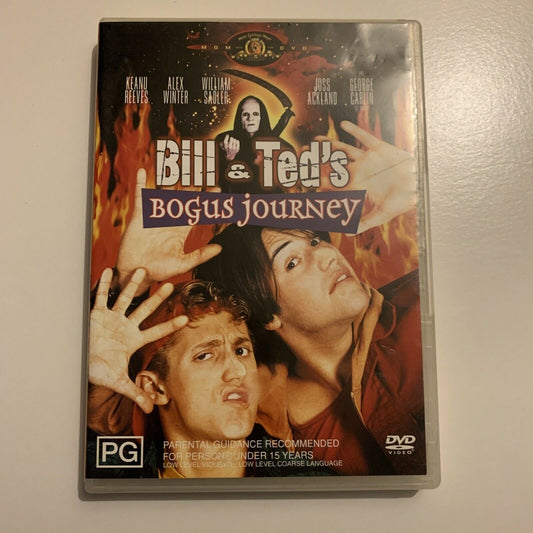 MGM DVD
KEANU REEVES
ALEX WINTER
WILLIAM SADLER
JOSS ACKLAND
GEORGE CARLIN
Bill & Ted's
BOGUS JOURNEY
PG
PARENTAL GUIDANCE RECOMMENDED
FOR PERSONS UNDER 15 YEARS
LOW LEVEL VIOLENCE, LOW LEVEL COARSE LANGUAGE
DVD
VIDEO